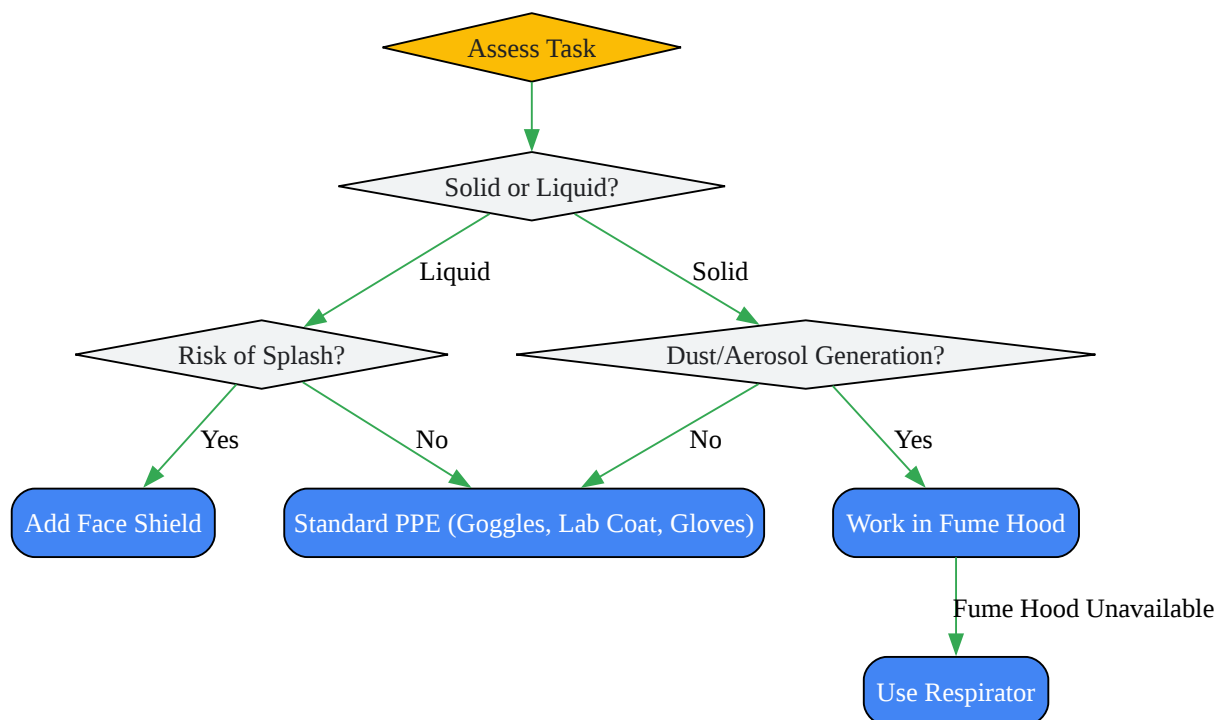 Assess Task
Solid or Liquid?
Liquid
Solid
Risk of Splash?
Dust/Aerosol Generation?
Yes
No
No
Yes
Add Face Shield
Standard PPE (Goggles, Lab Coat, Gloves)
Work in Fume Hood
Fume Hood Unavailable
Use Respirator